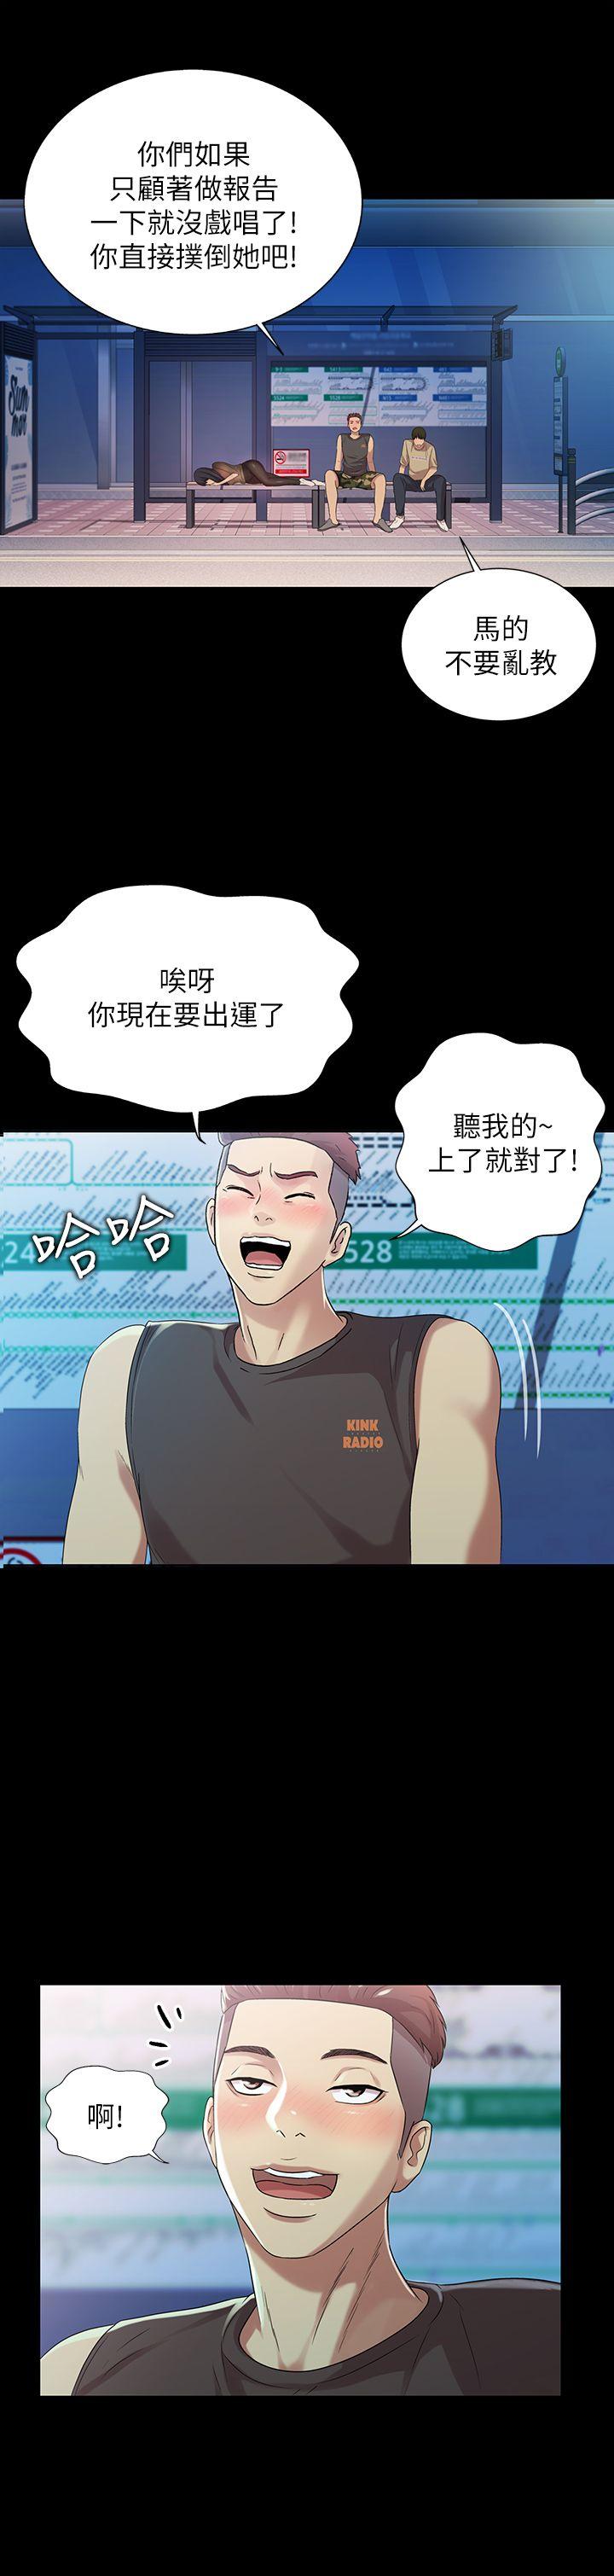 你們如果
只顧著做報告
一下就沒戲唱了!
你直接撲倒她吧!
馬的
不要亂教
唉呀
你現在要出運了
聽我的~
上了就對了!
哈哈
528
KINK
RADIO
啊!